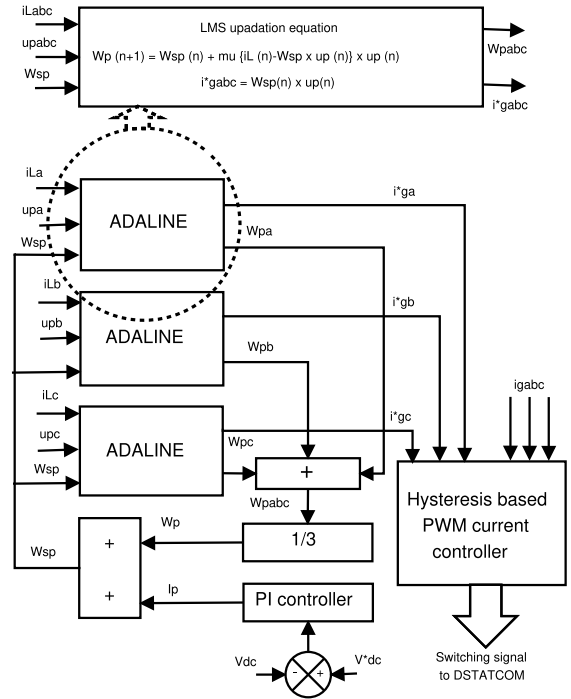 iLabc
LMS upadation equation
upabc
Wp (n+1) = Wsp (n) + mu {iL (n)-Wsp x up (n)} x up (n)
Wpabc
Wsp
i*gabc = Wsp(n) x up(n)
i*gabc
iLa
i*ga
upa
ADALINE
Wpa
Wsp
iLb
i*gb
upb
ADALINE
Wpb
iLc
i*gc
igabc
upc
ADALINE
Wpc
Wsp
+
Wpabc
Hysteresis based
PWM current
controller
Wp
1/3
+
Wsp
+
Ip
PI controller
Vdc
- +
V*dc
Switching signal
to DSTATCOM